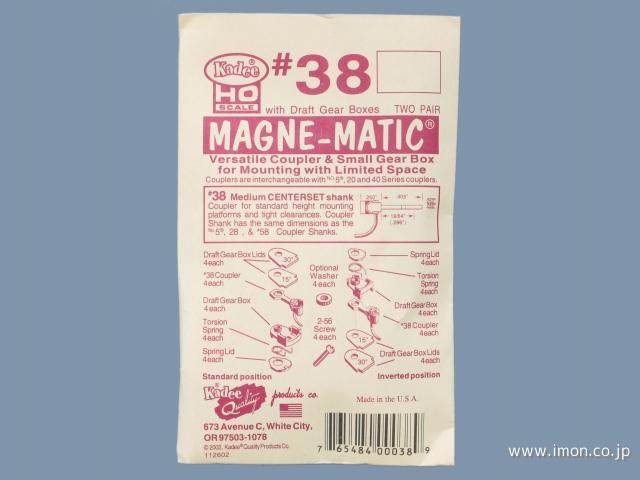 Kadee®
HO
SCALE
#38
with Draft Gear Boxes TWO PAIR
MAGNE-MATIC®
Versatile Coupler & Small Gear Box
for Mounting with Limited Space
Couplers are interchangeable with NO.5®, 20 and 40 Series couplers.
#38 Medium CENTERSET shank
Coupler for standard height mounting
platforms and tight clearances. Coupler
Shank has the same dimensions as the
No5®, 28, & *58 Coupler Shanks.
.250"
.403"
19/64"
(.296")
Draft Gear Box Lids
4 each
30°
15°
#38 Coupler
4 each
Draft Gear Box
4 each
Torsion
Spring
4 each
Spring Lid
4 each
Standard position
Optional
Washer
4 each
2-56
Screw
4 each
Spring Lid
4 each
Torsion
Spring
4 each
Draft Gear Box
4 each
#38 Coupler
4 each
15°
Draft Gear Box Lids
4 each
30°
Inverted position
Kadee®
Quality
products co.
Made in the U.S.A.
673 Avenue C, White City,
OR 97503-1078
© 2002, Kadee® Quality Products Co.
112602
7 65484 00038 9
www.imon.co.jp